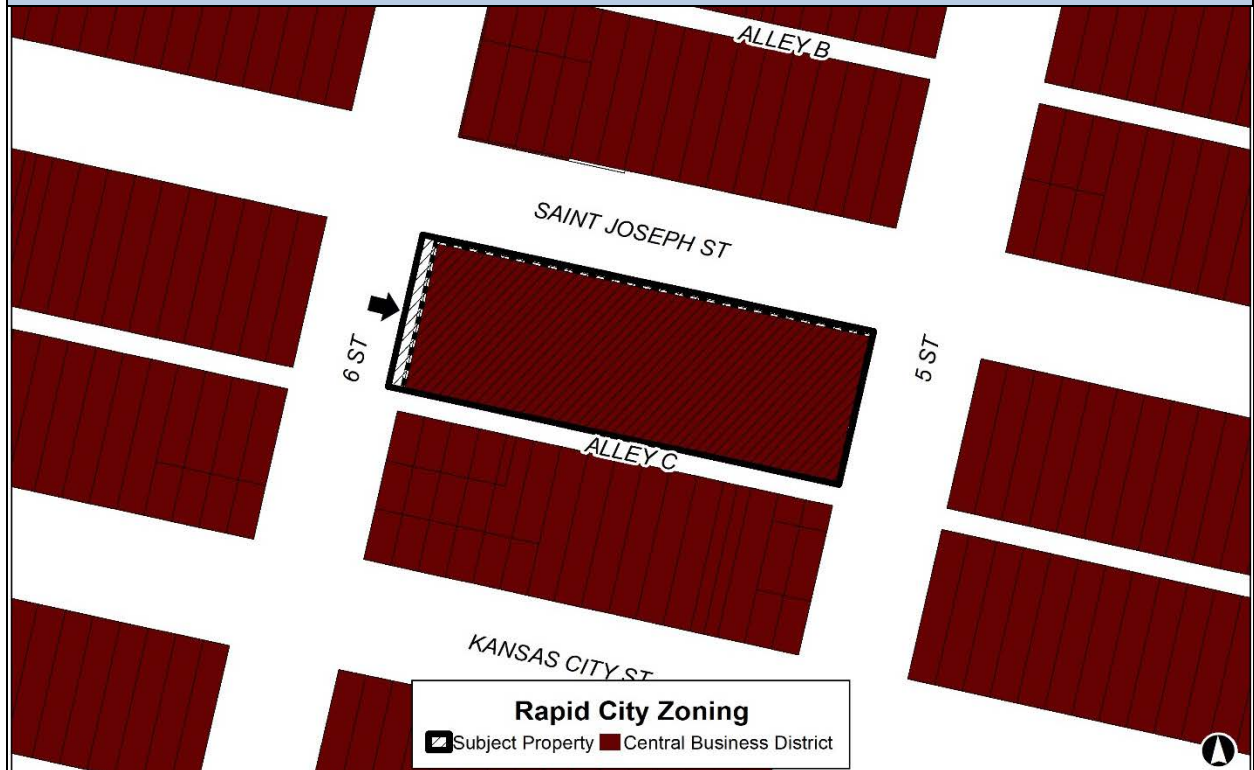 ALLEY B
SAINT JOSEPH ST
6 ST
5 ST
ALLEY C
KANSAS CITY ST
Rapid City Zoning
Subject Property Central Business District